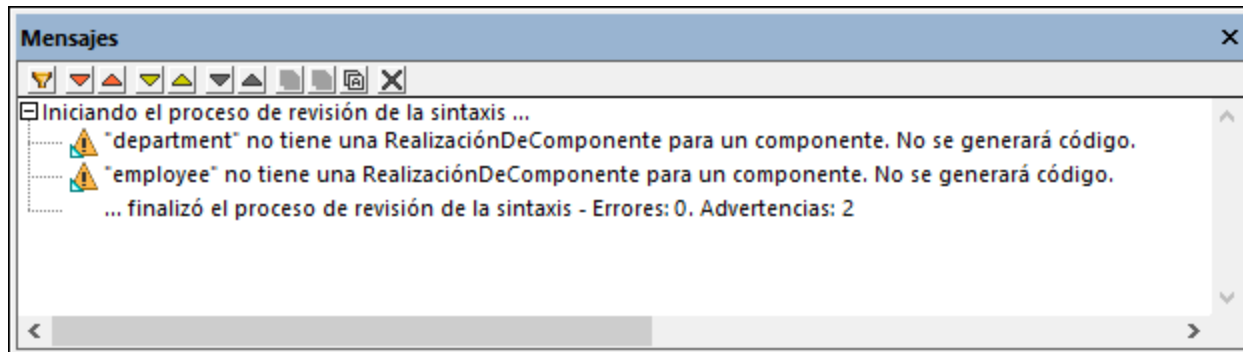 Mensajes
Iniciando el proceso de revisión de la sintaxis ...
"department" no tiene una RealizaciónDeComponente para un componente. No se generará código.
"employee" no tiene una RealizaciónDeComponente para un componente. No se generará código.
... finalizó el proceso de revisión de la sintaxis - Errores: 0. Advertencias: 2